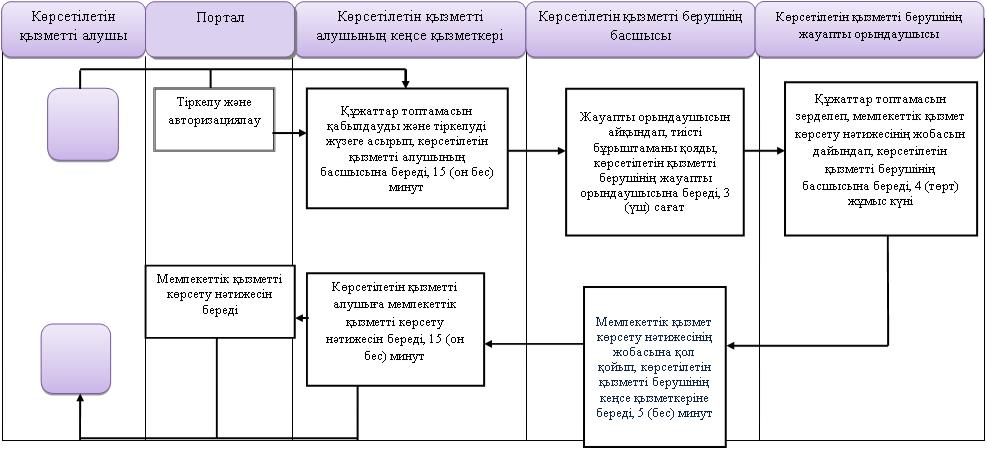 Көрсетілетін
қызметті алушы
Портал
Көрсетілетін қызметті
алушының кеңсе қызметкері
Көрсетілетін қызметті берушінің
басшысы
Көрсетілетін қызметті берушінің
жауапты орындаушысы
Тіркелу және
авторизациялау
Құжаттар топтамасын
қабылдауды және тіркелуді
жүзеге асырып, көрсетілетін
қызметті алушының
басшысына береді, 15 (он бес)
минут
Жауапты орындаушысын
айқындап, тиісті
бұрыштаманы қояды,
көрсетілетін қызметті
берушінің жауапты
орындаушысына береді, 3
(үш) сағат
Құжаттар топтамасын
зерделеп, мемлекеттік қызмет
көрсету нәтижесінің жобасын
дайындап, көрсетілетін
қызметті берушінің
басшысына береді, 4 (төрт)
жұмыс күні
Мемлекеттік қызметті
көрсету нәтижесін
береді
Көрсетілетін қызметті
алушыға мемлекеттік
қызметті көрсету
нәтижесін береді, 15 (он
бес) минут
Мемлекеттік қызмет
көрсету нәтижесінің
жобасына қол
қойып, көрсетілетін
қызметті берушінің
кеңсе қызметкеріне
береді, 5 (бес) минут